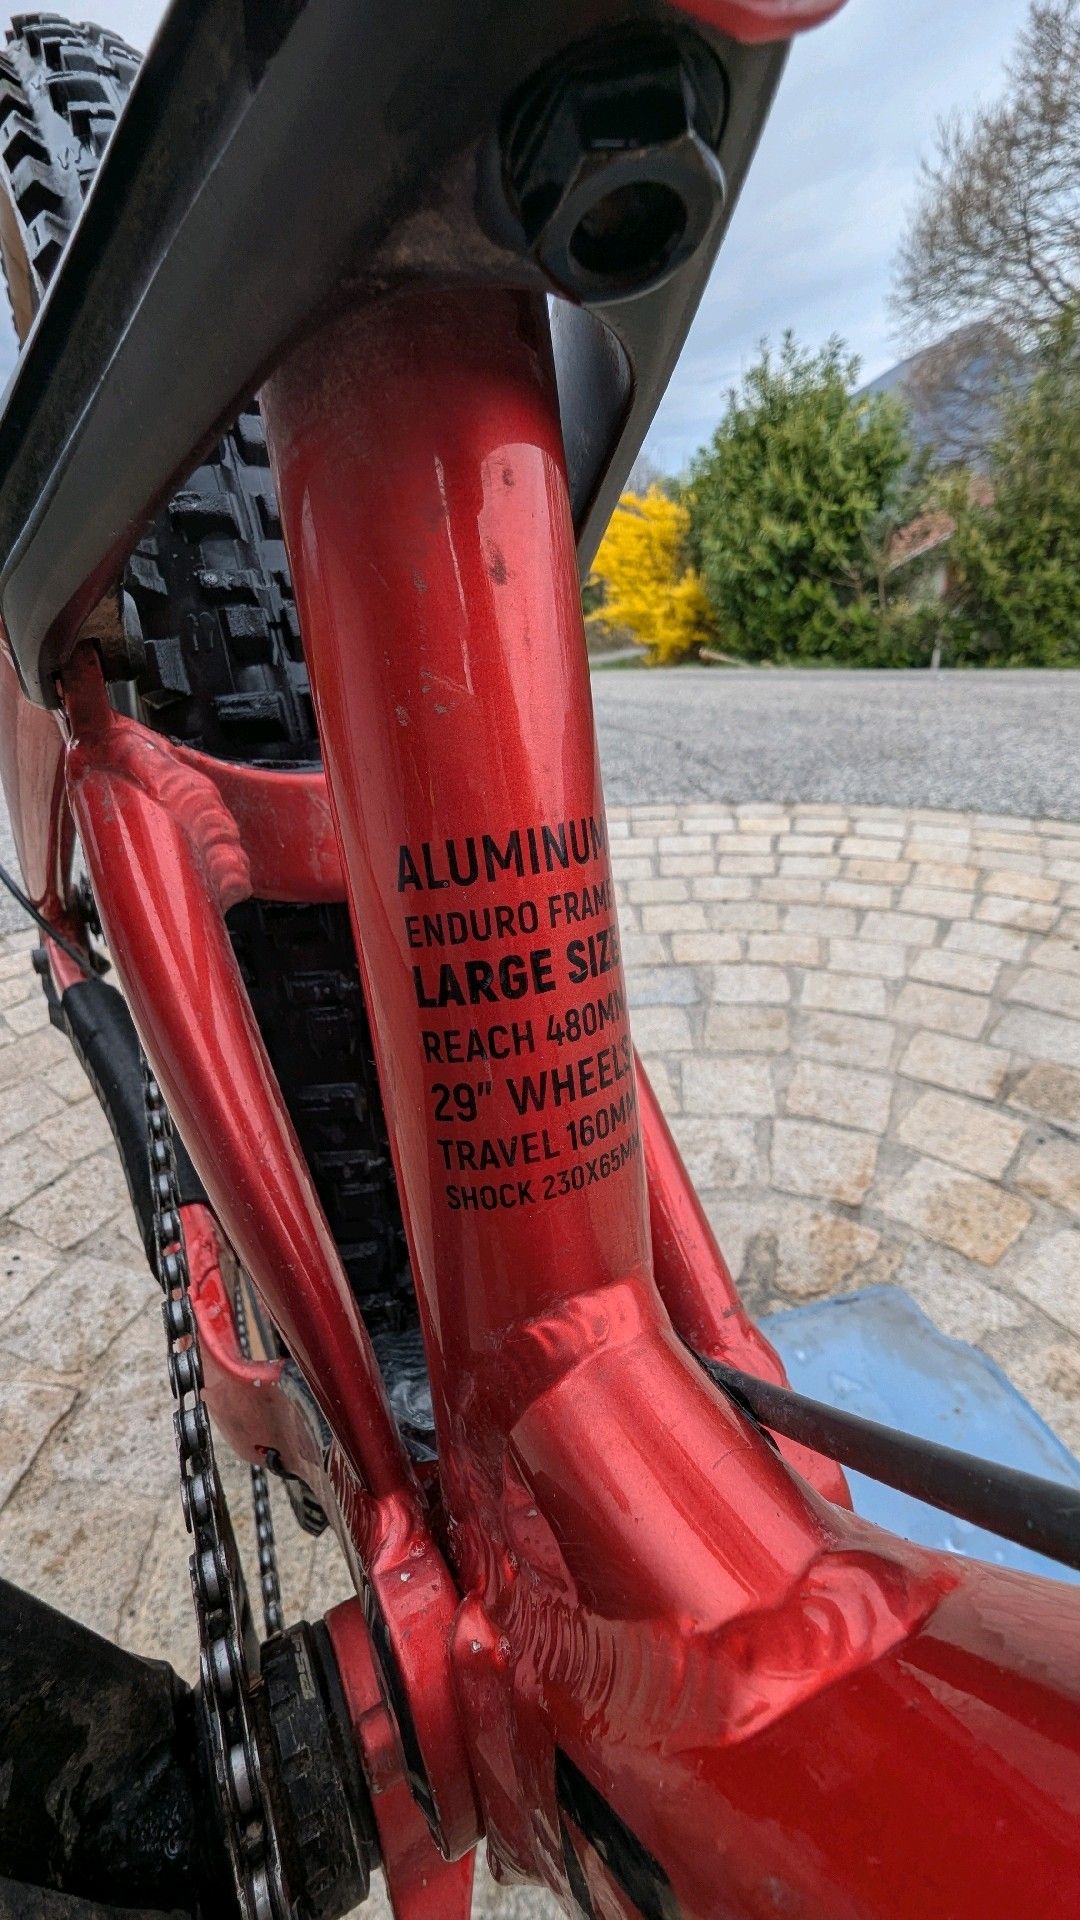 ALUMINUM
ENDURO FRAME
LARGE SIZE
REACH 480MM
29" WHEELS
TRAVEL 160MM
SHOCK 230X65MM